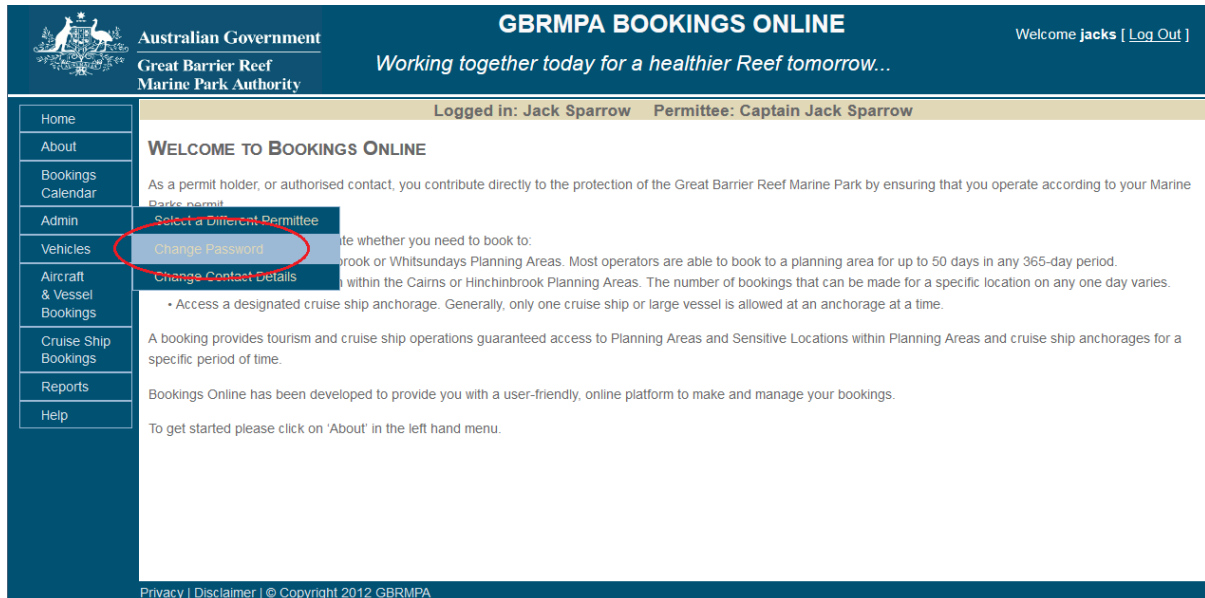 Australian Government
Great Barrier Reef
Marine Park Authority
GBRMPA BOOKINGS ONLINE
Working together today for a healthier Reef tomorrow...
Welcome jacks [ Log Out ]
Logged in: Jack Sparrow Permittee: Captain Jack Sparrow
Home
About
Bookings
Calendar
Admin
Vehicles
Aircraft
& Vessel
Bookings
Cruise Ship
Bookings
Reports
Help
Select a Different Permittee
Change Password
Change Contact Details
WELCOME TO BOOKINGS ONLINE
As a permit holder, or authorised contact, you contribute directly to the protection of the Great Barrier Reef Marine Park by ensuring that you operate according to your Marine
Parks permit.
whether you need to book to:
or Whitsundays Planning Areas. Most operators are able to book to a planning area for up to 50 days in any 365-day period.
within the Cairns or Hinchinbrook Planning Areas. The number of bookings that can be made for a specific location on any one day varies.
• Access a designated cruise ship anchorage. Generally, only one cruise ship or large vessel is allowed at an anchorage at a time.
A booking provides tourism and cruise ship operations guaranteed access to Planning Areas and Sensitive Locations within Planning Areas and cruise ship anchorages for a
specific period of time.
Bookings Online has been developed to provide you with a user-friendly, online platform to make and manage your bookings.
To get started please click on ‘About’ in the left hand menu.
Privacy | Disclaimer | © Copyright 2012 GBRMPA